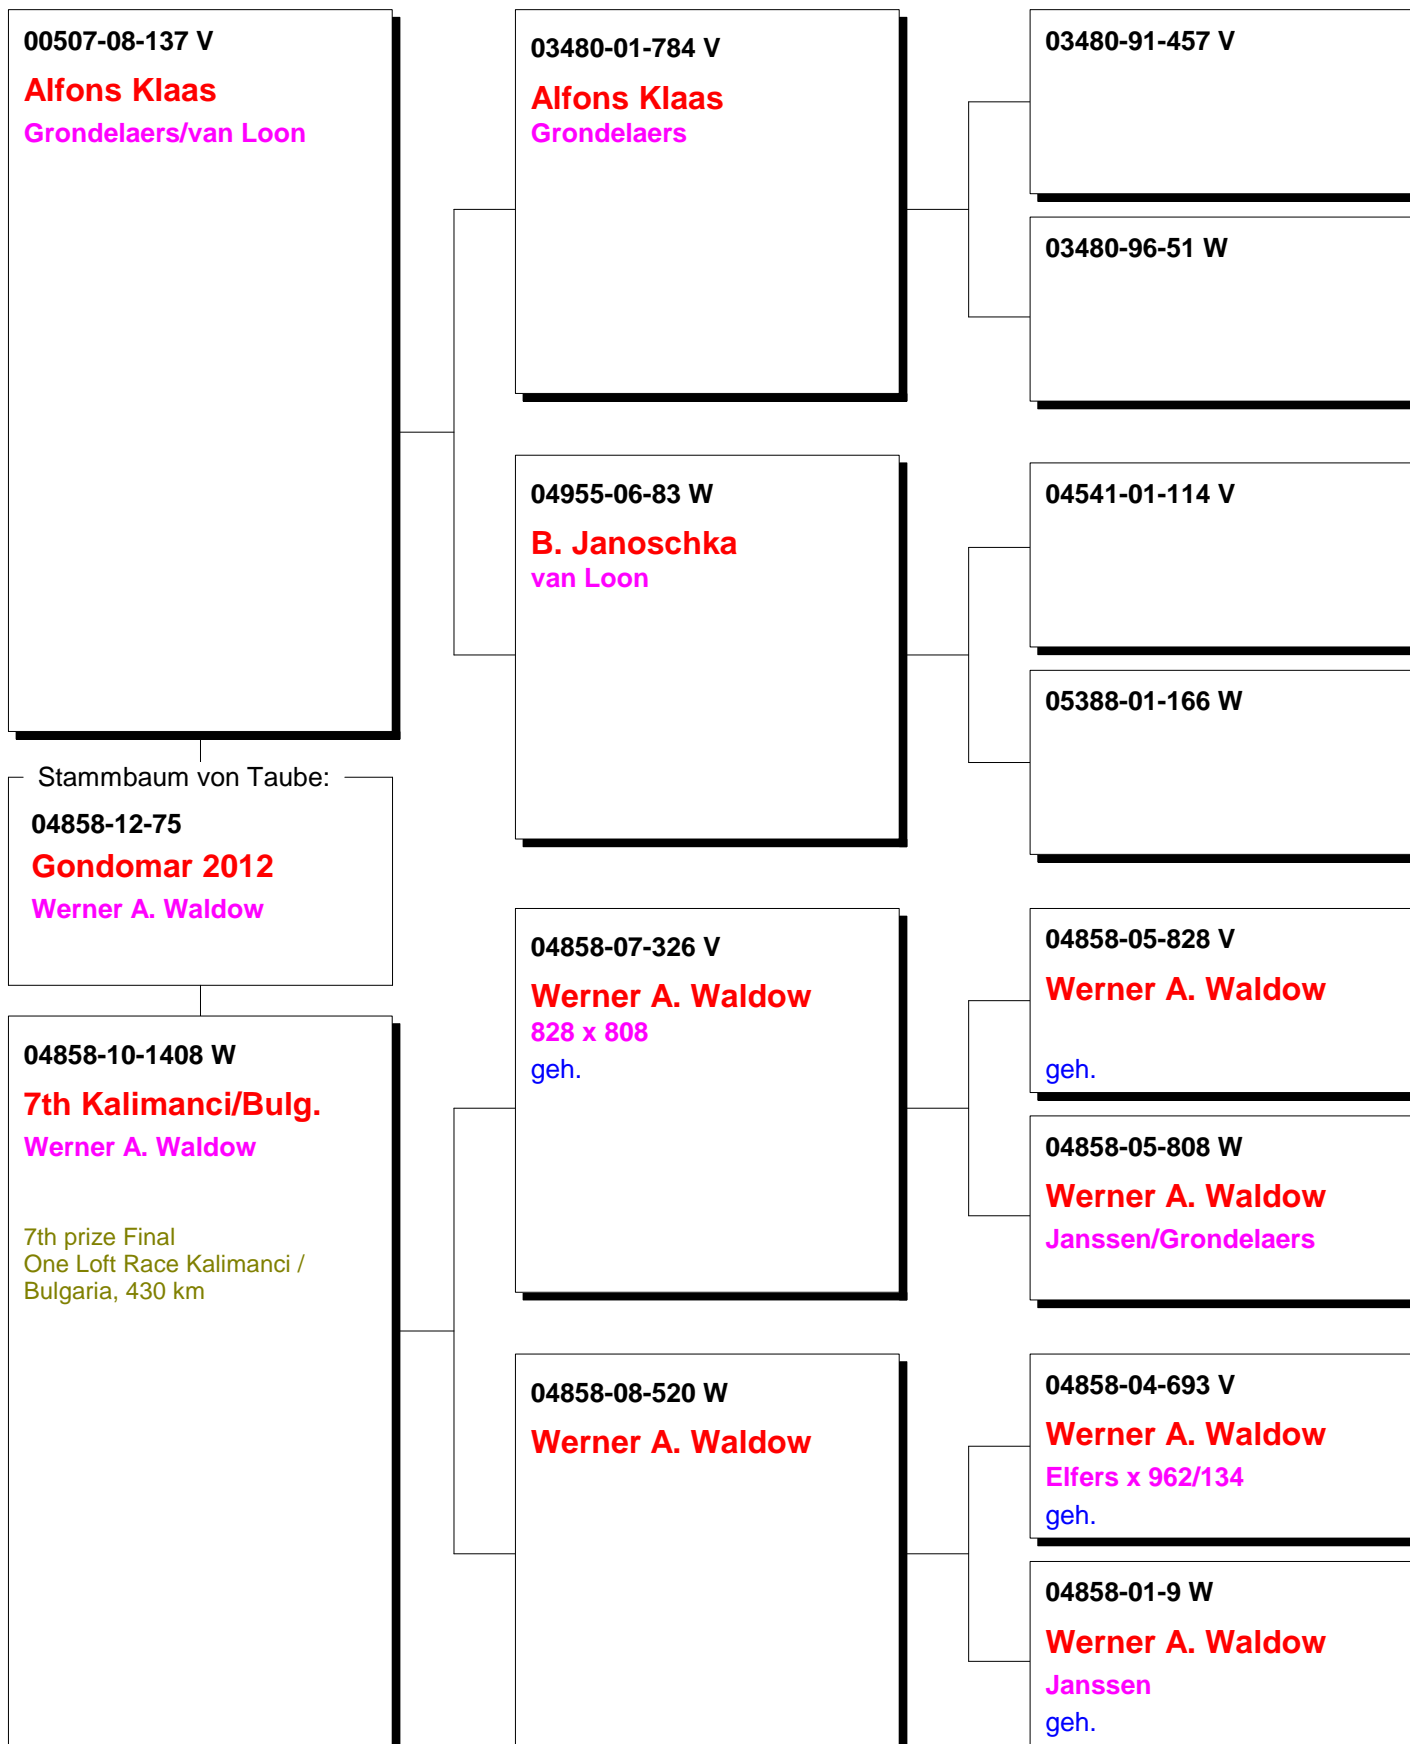 00507-08-137 V
Alfons Klaas
Grondelaers/van Loon
Stammbaum von Taube:
04858-12-75
Gondomar 2012
Werner A. Waldow
04858-10-1408 W
7th Kalimanci/Bulg.
Werner A. Waldow
7th prize Final
One Loft Race Kalimanci /
Bulgaria, 430 km
03480-01-784 V
Alfons Klaas
Grondelaers
04955-06-83 W
B. Janoschka
van Loon
04858-07-326 V
Werner A. Waldow
828 x 808
geh.
04858-08-520 W
Werner A. Waldow
03480-91-457 V
03480-96-51 W
04541-01-114 V
05388-01-166 W
04858-05-828 V
Werner A. Waldow
geh.
04858-05-808 W
Werner A. Waldow
Janssen/Grondelaers
04858-04-693 V
Werner A. Waldow
Elfers x 962/134
geh.
04858-01-9 W
Werner A. Waldow
Janssen
geh.